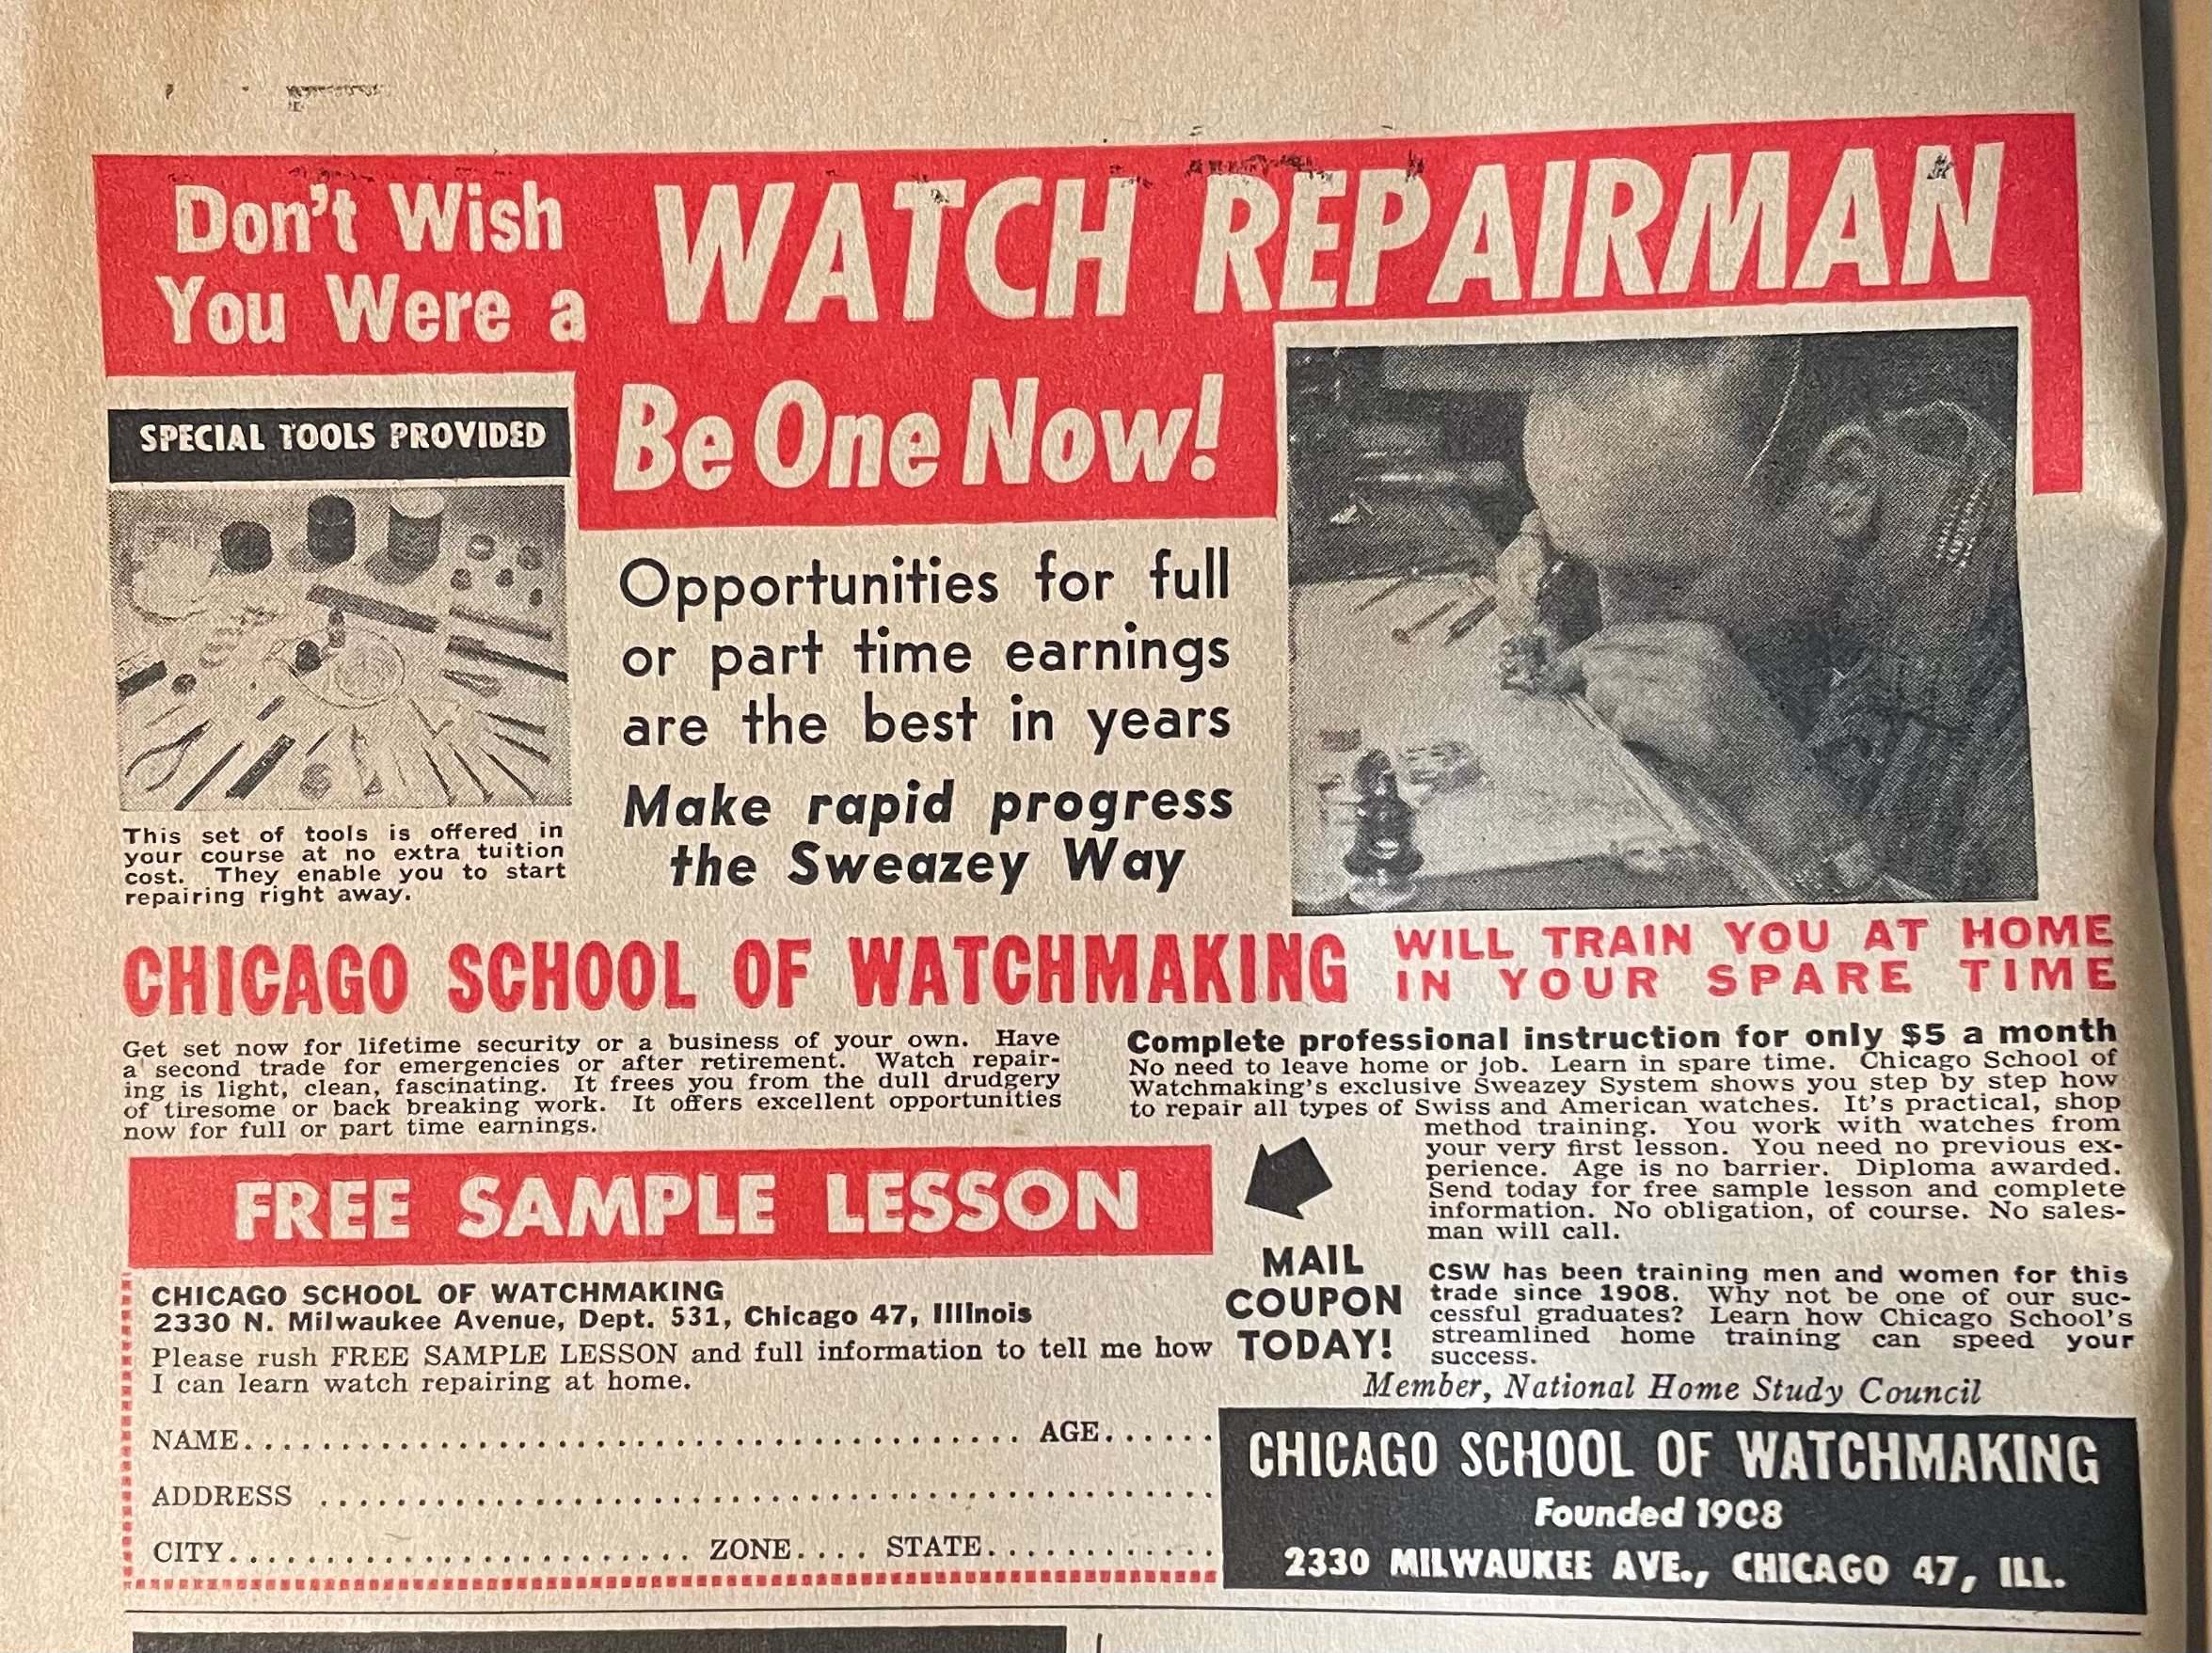 Don't Wish
You Were a
WATCH REPAIRMAN
Be One Now!
SPECIAL TOOLS PROVIDED
This set of tools is offered in
your course at no extra tuition
cost. They enable you to start
repairing right away.
Opportunities for full
or part time earnings
are the best in years
Make rapid progress
the Sweazey Way
CHICAGO SCHOOL OF WATCHMAKING
WILL TRAIN YOU AT HOME
IN YOUR SPARE TIME
Get set now for lifetime security or a business of your own. Have
a second trade for emergencies or after retirement. Watch repair-
ing is light, clean, fascinating. It frees you from the dull drudgery
of tiresome or back breaking work. It offers excellent opportunities
now for full or part time earnings.
Complete professional instruction for only $5 a month
No need to leave home or job. Learn in spare time. Chicago School of
Watchmaking's exclusive Sweazey System shows you step by step how
to repair all types of Swiss and American watches. It's practical, shop
method training. You work with watches from
your very first lesson. You need no previous ex-
perience. Age is no barrier. Diploma awarded.
Send today for free sample lesson and complete
information. No obligation, of course. No sales-
man will call.
CSW has been training men and women for this
trade since 1908. Why not be one of our suc-
cessful graduates? Learn how Chicago School's
streamlined home training can speed your
success.
Member, National Home Study Council
FREE SAMPLE LESSON
MAIL
COUPON
TODAY!
CHICAGO SCHOOL OF WATCHMAKING
2330 N. Milwaukee Avenue, Dept. 531, Chicago 47, Illinois
Please rush FREE SAMPLE LESSON and full information to tell me how
I can learn watch repairing at home.
NAME........................................ AGE......
ADDRESS ........................................
CITY........................ ZONE.... STATE............
CHICAGO SCHOOL OF WATCHMAKING
Founded 1908
2330 MILWAUKEE AVE., CHICAGO 47, ILL.